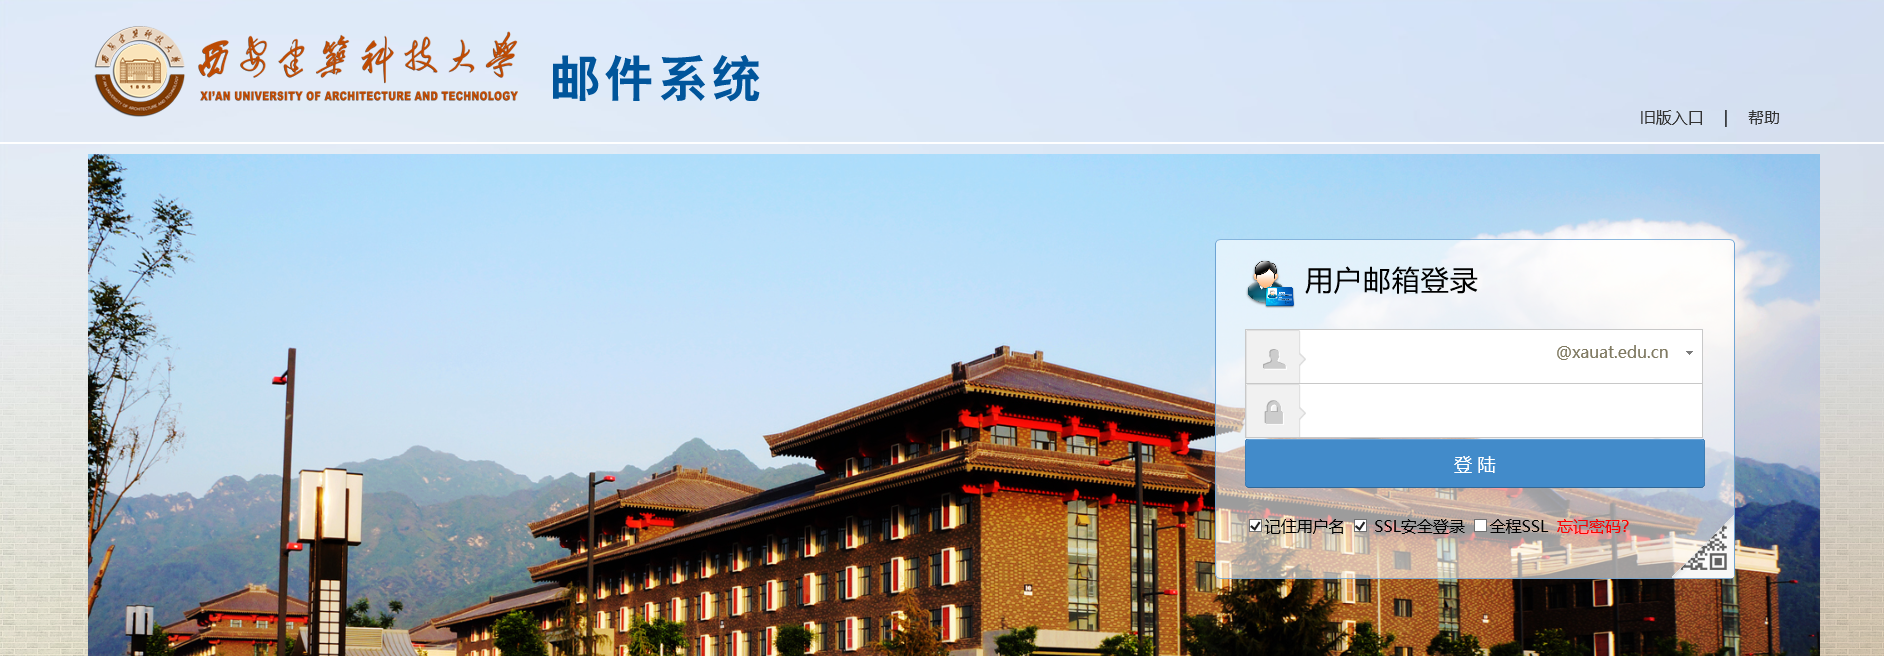 西安建筑科技大学
XI'AN UNIVERSITY OF ARCHITECTURE AND TECHNOLOGY
邮件系统
旧版入口 | 帮助
用户邮箱登录
@xauat.edu.cn
登 陆
记住用户名 SSL安全登录 全程SSL 忘记密码?